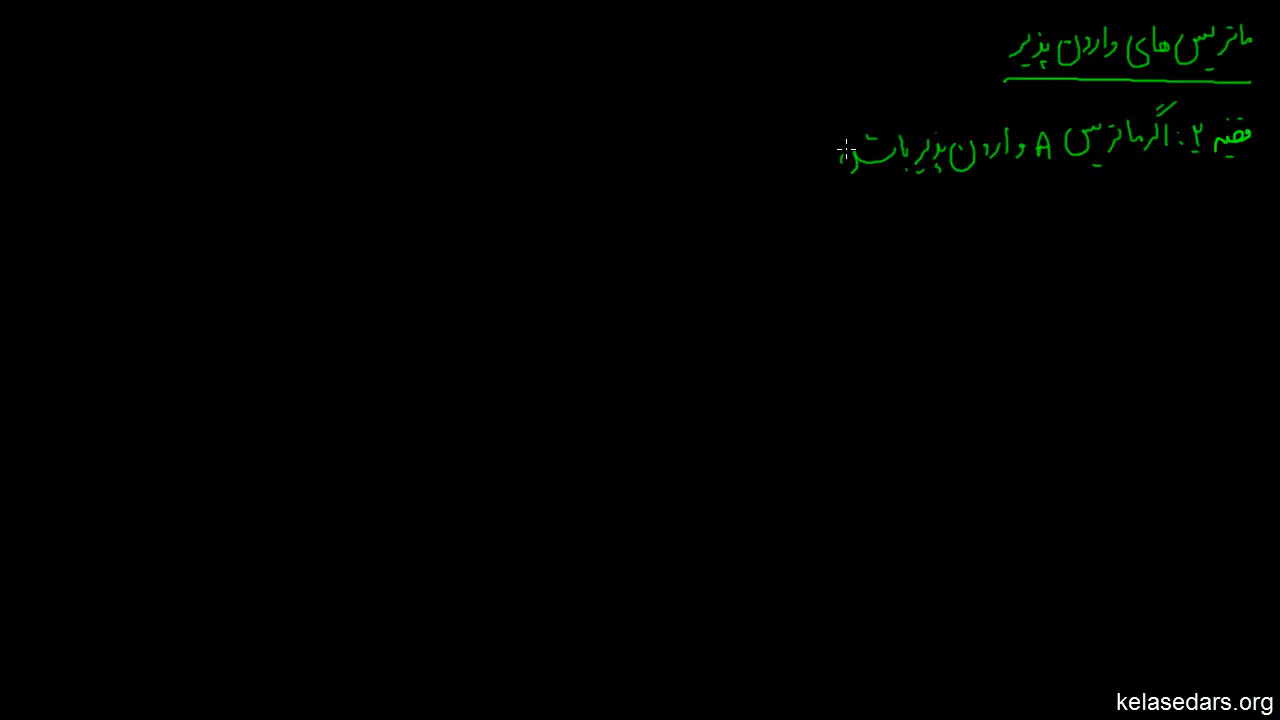 ماتریس های وارون پذیر
قضیه ۲: اگر ماتریس A وارون پذیر باشد
kelasedars.org